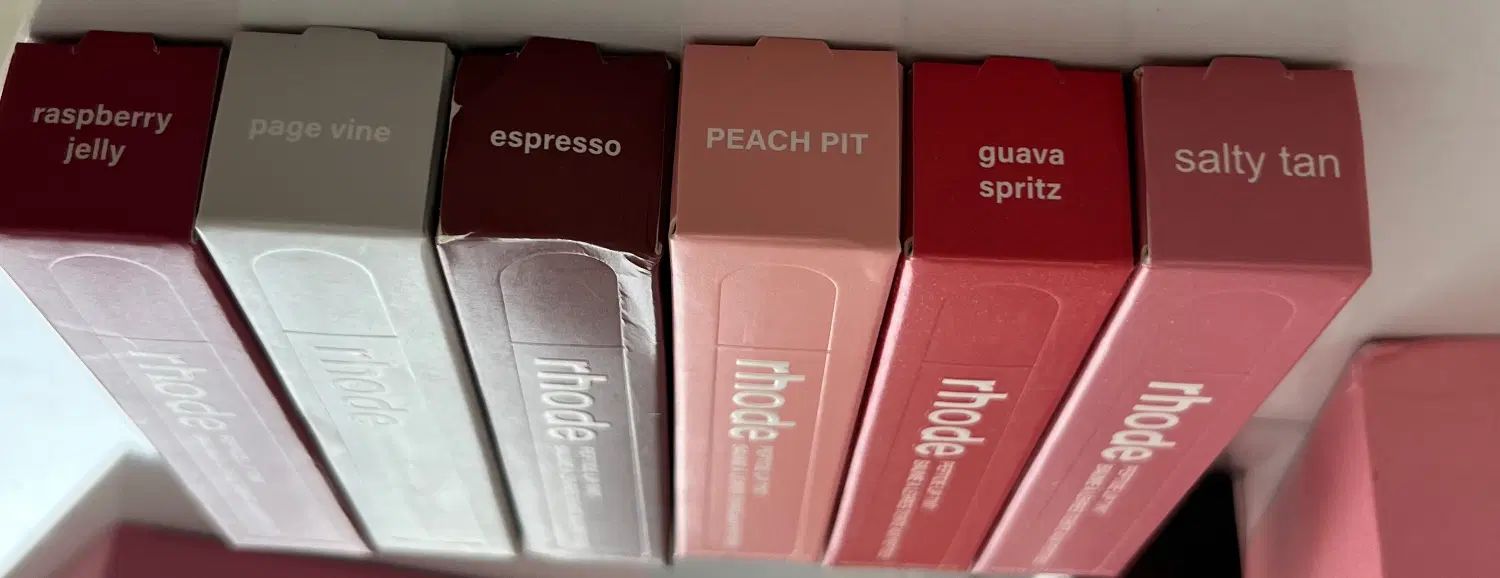 raspberry
jelly
page vine
espresso
PEACH PIT
guava
spritz
salty tan
rhode
rhode
rhode
rhode
rhode
rhode